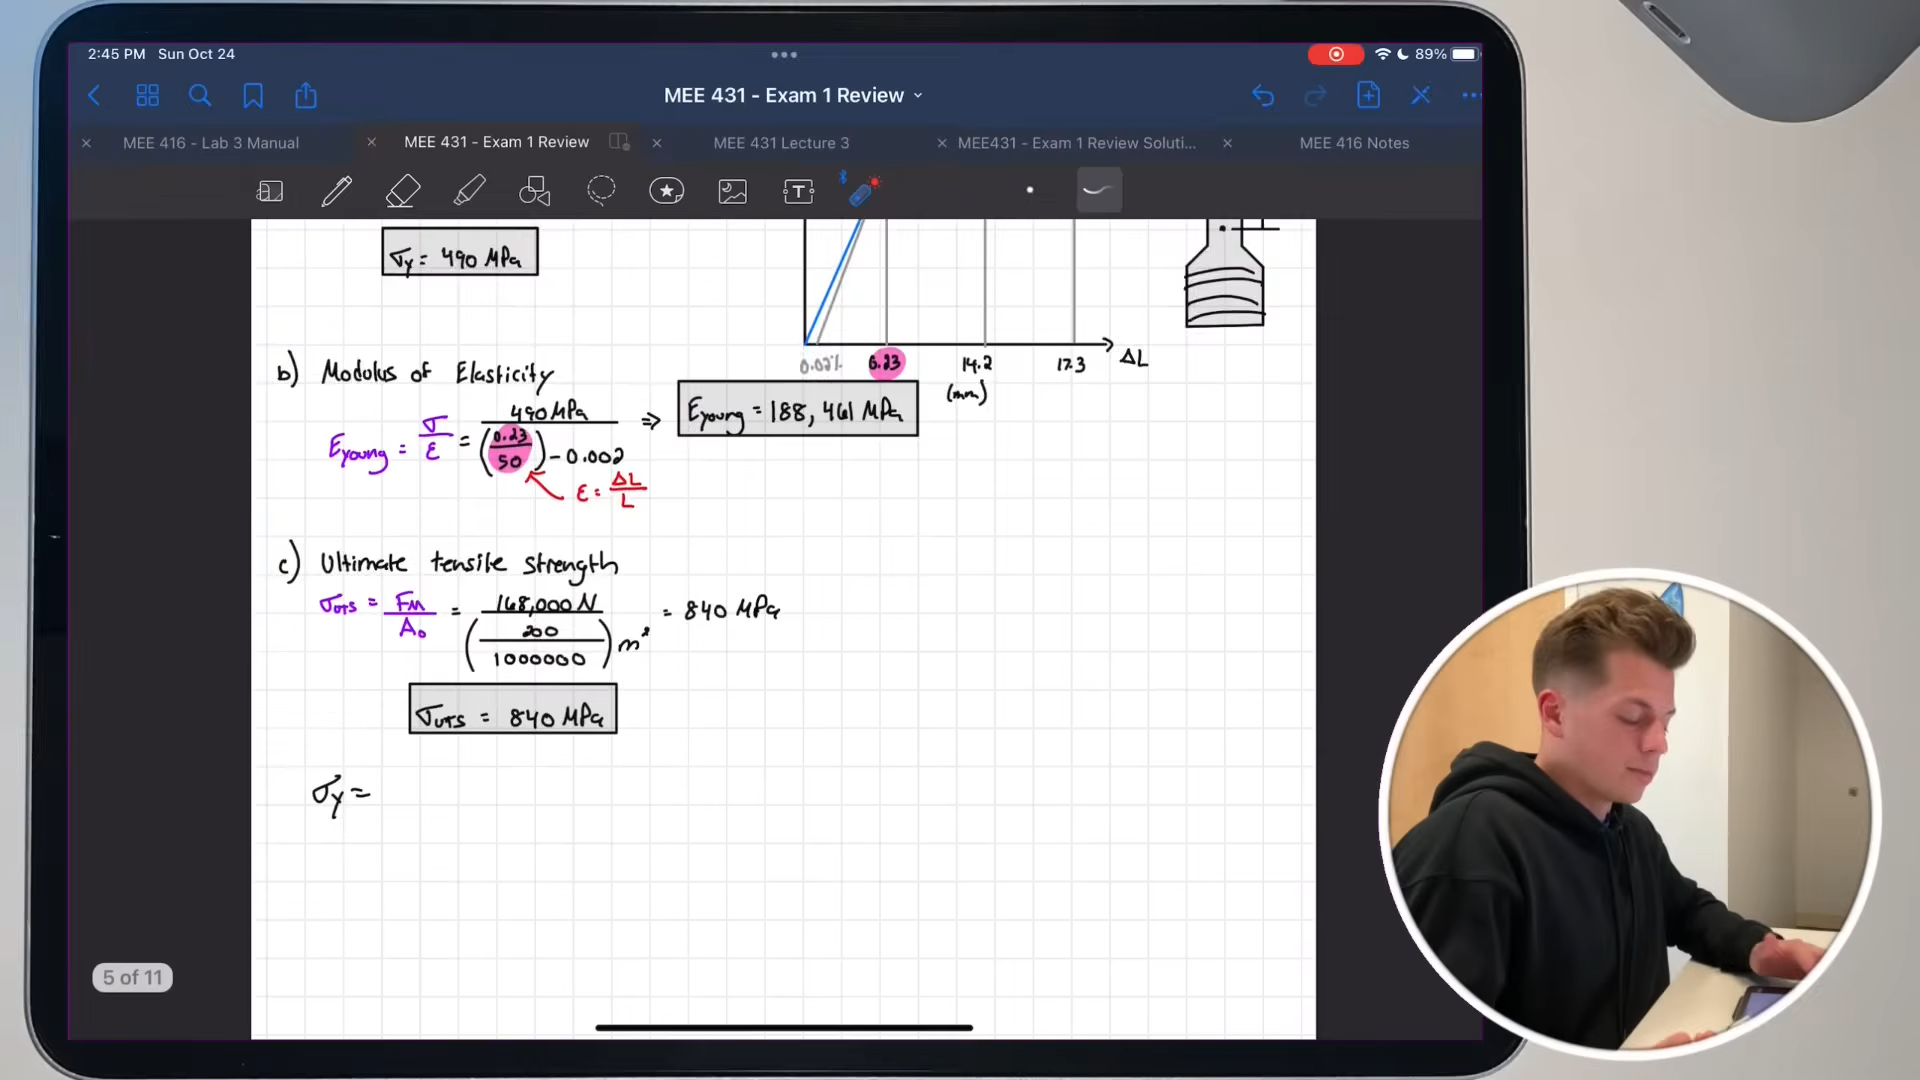 2:45 PM Sun Oct 24
89%
MEE 431 - Exam 1 Review
MEE 416 - Lab 3 Manual
MEE 431 - Exam 1 Review
MEE 431 Lecture 3
MEE431 - Exam 1 Review Soluti...
MEE 416 Notes
σy = 490 MPa
0.02% 0.23 14.2 17.3 ΔL
(mm)
b) Modulus of Elasticity
Eyoung = σ/ε = 490 MPa / ((0.23/50) - 0.002) ⇒ Eyoung = 188,461 MPa
ε = ΔL/L
c) Ultimate tensile strength
σUTS = FM/A0 = 168,000 N / (200/1000000) m² = 840 MPa
σUTS = 840 MPa
σy =
5 of 11